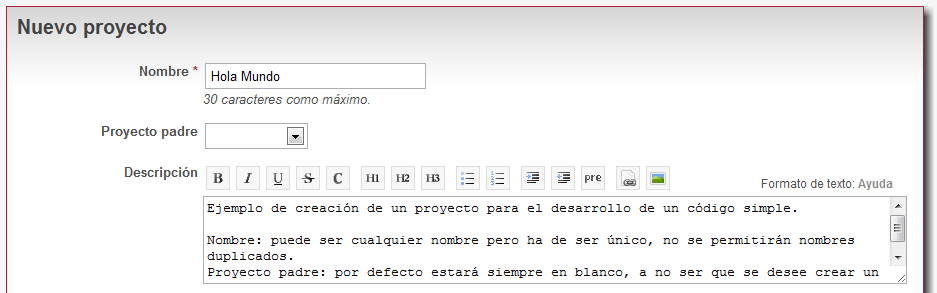 Nuevo proyecto
Nombre *
Hola Mundo
30 caracteres como máximo.
Proyecto padre
Descripción
B I U S C H1 H2 H3 pre
Formato de texto: Ayuda
Ejemplo de creación de un proyecto para el desarrollo de un código simple.
Nombre: puede ser cualquier nombre pero ha de ser único, no se permitirán nombres
duplicados.
Proyecto padre: por defecto estará siempre en blanco, a no ser que se desee crear un